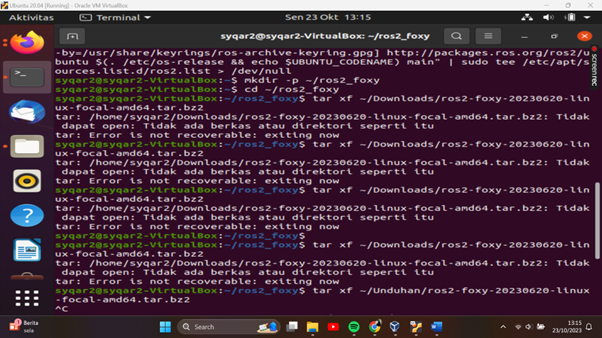 Ubuntu 20.04 [Running] - Oracle VM VirtualBox
Aktivitas
Terminal
Sen 23 Okt 13:15
syqar2@syqar2-VirtualBox: ~/ros2_foxy
-by=/usr/share/keyrings/ros-archive-keyring.gpg] http://packages.ros.org/ros2/u
buntu $(. /etc/os-release && echo $UBUNTU_CODENAME) main" | sudo tee /etc/apt/s
ources.list.d/ros2.list > /dev/null
syqar2@syqar2-VirtualBox:~$ mkdir -p ~/ros2_foxy
syqar2@syqar2-VirtualBox:~$ cd ~/ros2_foxy
syqar2@syqar2-VirtualBox:~/ros2_foxy$ tar xf ~/Downloads/ros2-foxy-20230620-lin
ux-focal-amd64.tar.bz2
tar: /home/syqar2/Downloads/ros2-foxy-20230620-linux-focal-amd64.tar.bz2: Tidak
dapat open: Tidak ada berkas atau direktori seperti itu
tar: Error is not recoverable: exiting now
syqar2@syqar2-VirtualBox:~/ros2_foxy$ tar xf ~/Downloads/ros2-foxy-20230620-lin
ux-focal-amd64.tar.bz2
tar: /home/syqar2/Downloads/ros2-foxy-20230620-linux-focal-amd64.tar.bz2: Tidak
dapat open: Tidak ada berkas atau direktori seperti itu
tar: Error is not recoverable: exiting now
syqar2@syqar2-VirtualBox:~/ros2_foxy$ tar xf ~/Downloads/ros2-foxy-20230620-lin
ux-focal-amd64.tar.bz2
tar: /home/syqar2/Downloads/ros2-foxy-20230620-linux-focal-amd64.tar.bz2: Tidak
dapat open: Tidak ada berkas atau direktori seperti itu
tar: Error is not recoverable: exiting now
syqar2@syqar2-VirtualBox:~/ros2_foxy$
syqar2@syqar2-VirtualBox:~/ros2_foxy$ tar xf ~/Downloads/ros2-foxy-20230620-lin
ux-focal-amd64.tar.bz2
tar: /home/syqar2/Downloads/ros2-foxy-20230620-linux-focal-amd64.tar.bz2: Tidak
dapat open: Tidak ada berkas atau direktori seperti itu
tar: Error is not recoverable: exiting now
syqar2@syqar2-VirtualBox:~/ros2_foxy$ tar xf ~/Unduhan/ros2-foxy-20230620-linux
-focal-amd64.tar.bz2
^C
screen rec
Berita
Search
13:15
23/10/2023